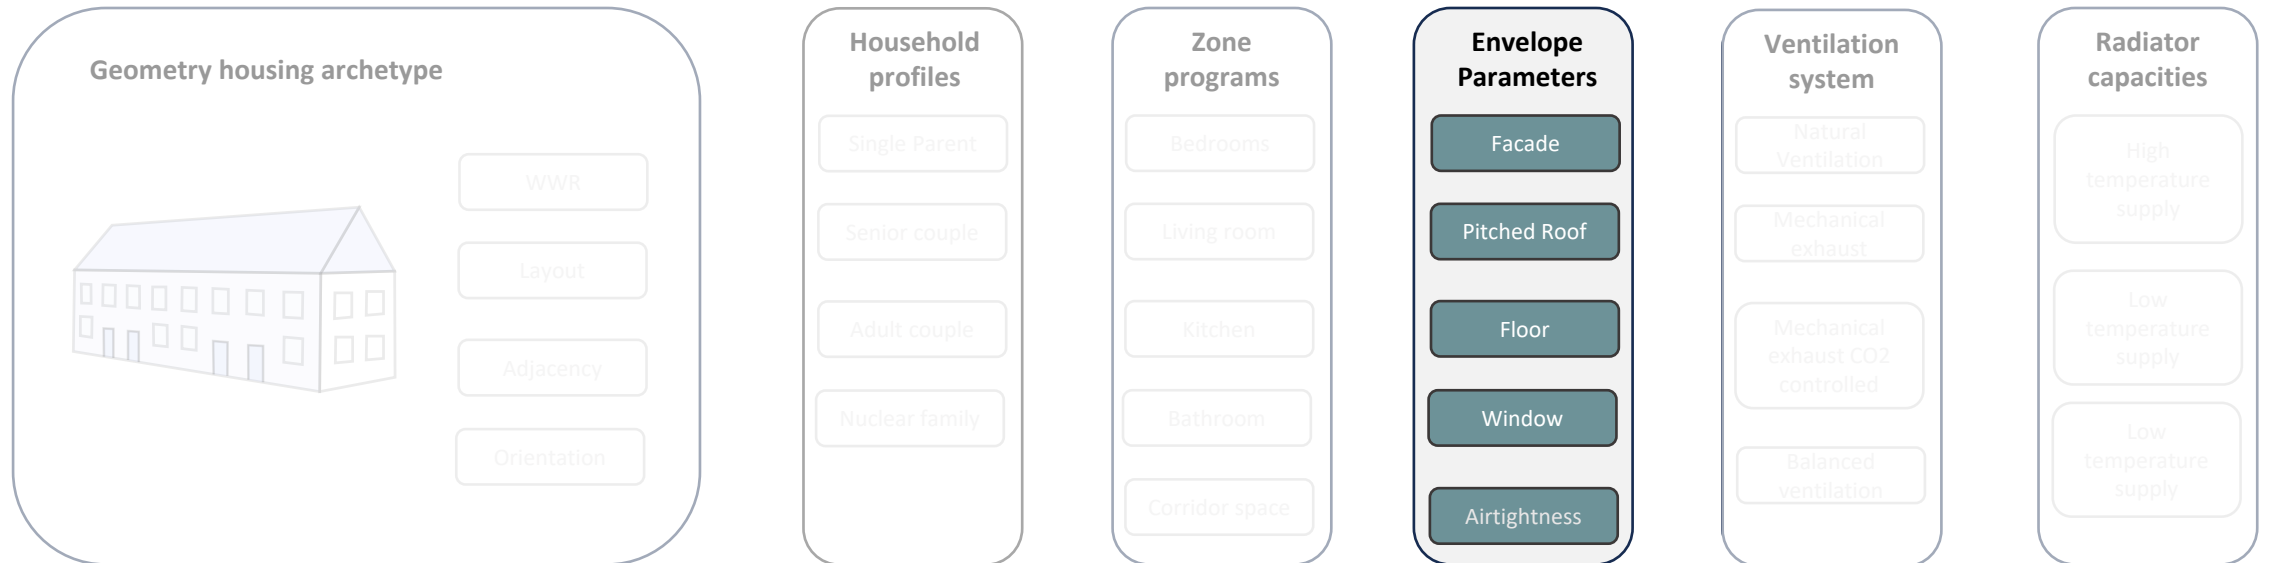 Geometry housing archetype
WWR
Layout
Adjacency
Orientation
Household
profiles
Single Parent
Senior couple
Adult couple
Nuclear family
Zone
programs
Bedrooms
Living room
Kitchen
Bathroom
Corridor space
Envelope
Parameters
Facade
Pitched Roof
Floor
Window
Airtightness
Ventilation
system
Natural
Ventilation
Mechanical
exhaust
Mechanical
exhaust CO2
controlled
Balanced
ventilation
Radiator
capacities
High
temperature
supply
Low
temperature
supply
Low
temperature
supply